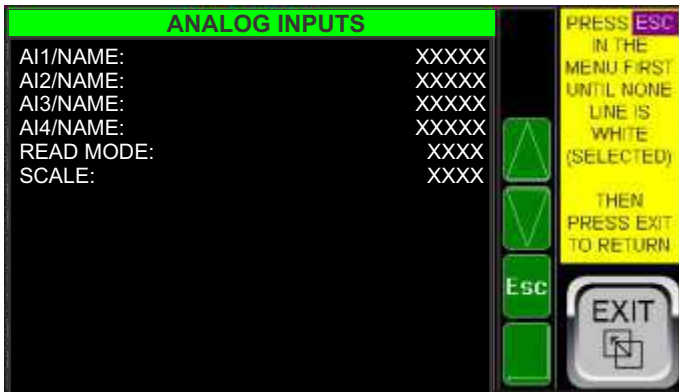 ANALOG INPUTS
AI1/NAME: XXXXX
AI2/NAME: XXXXX
AI3/NAME: XXXXX
AI4/NAME: XXXXX
READ MODE: XXXX
SCALE: XXXX
Esc
PRESS ESC
IN THE
MENU FIRST
UNTIL NONE
LINE IS
WHITE
(SELECTED)
THEN
PRESS EXIT
TO RETURN
EXIT